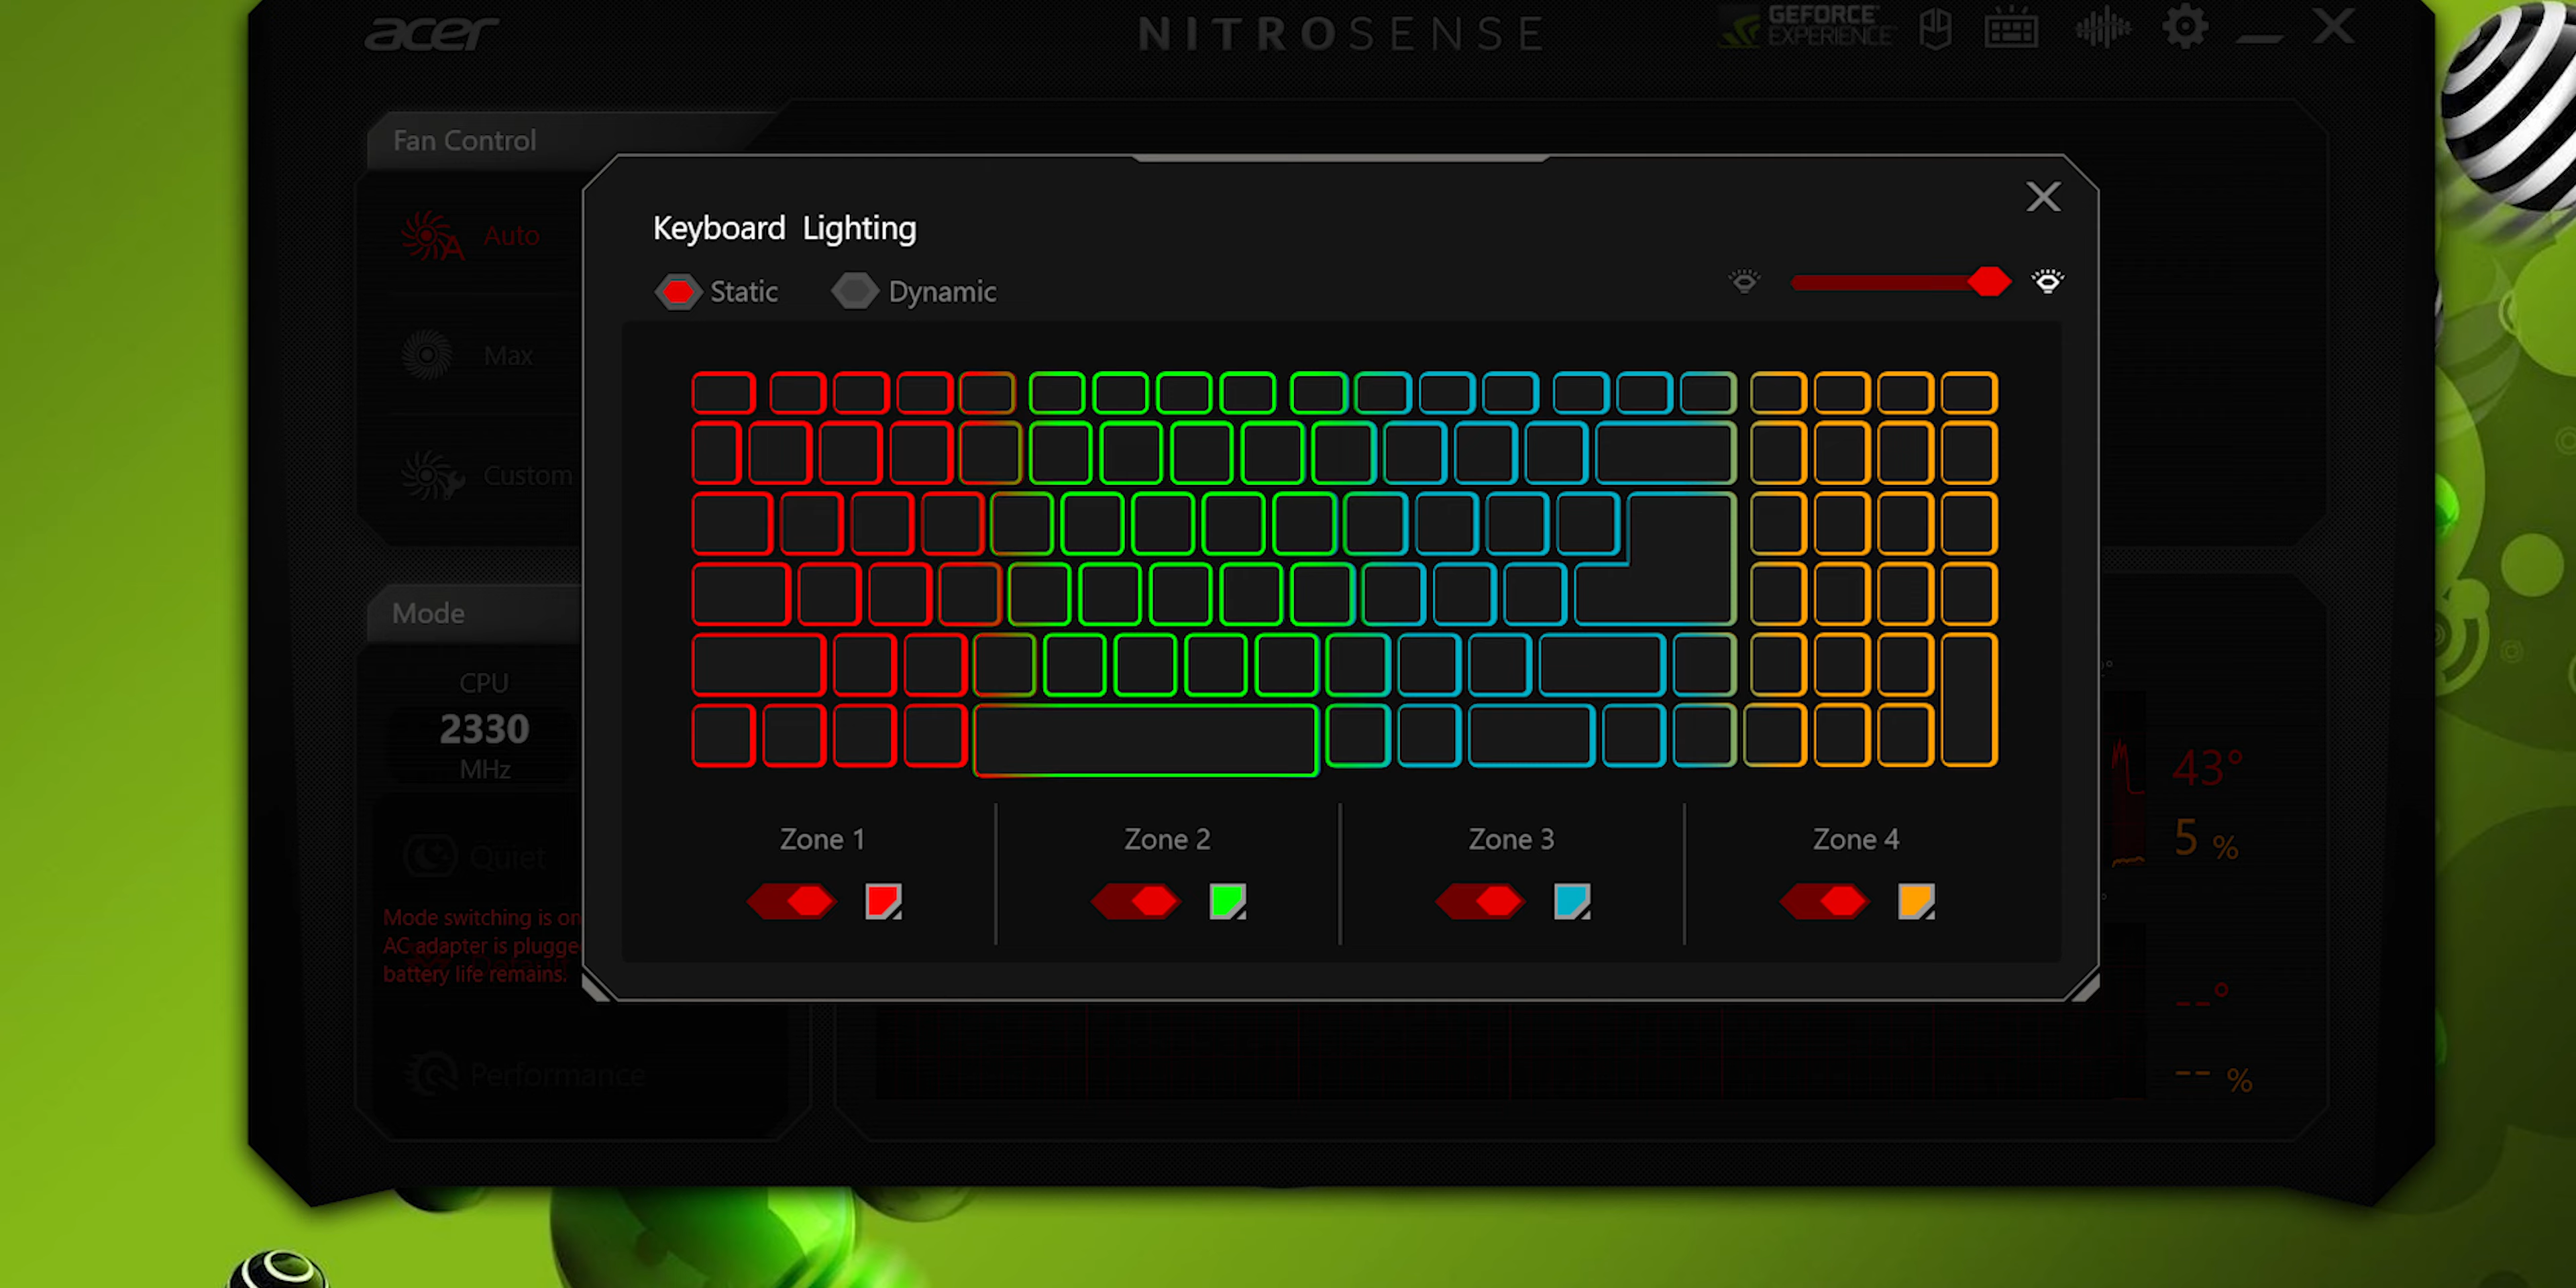 acer
NITROSENSE
GEFORCE
EXPERIENCE
Fan Control
Auto
Max
Custom
Keyboard Lighting
Static
Dynamic
Mode
CPU
2330
MHz
Quiet
Mode switching is on
AC adapter is plugge
battery life remains.
Performance
Zone 1
Zone 2
Zone 3
Zone 4
43°
5 %
--°
-- %